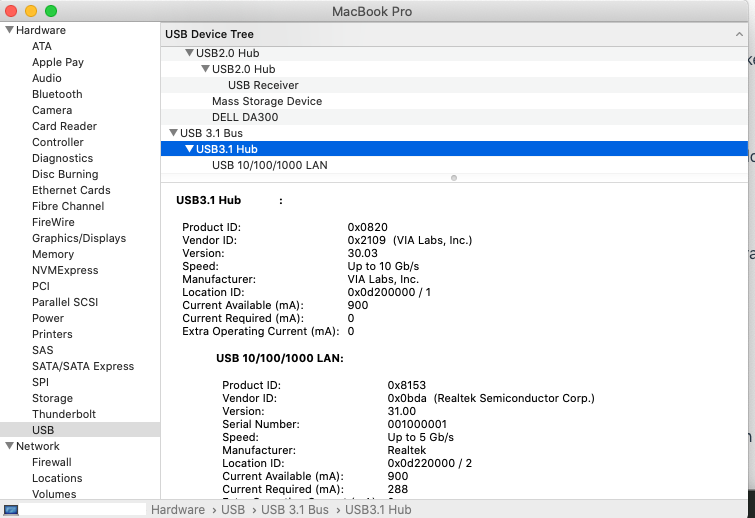 MacBook Pro
Hardware
ATA
Apple Pay
Audio
Bluetooth
Camera
Card Reader
Controller
Diagnostics
Disc Burning
Ethernet Cards
Fibre Channel
FireWire
Graphics/Displays
Memory
NVMExpress
PCI
Parallel SCSI
Power
Printers
SAS
SATA/SATA Express
SPI
Storage
Thunderbolt
USB
Network
Firewall
Locations
Volumes
USB Device Tree
USB2.0 Hub
USB2.0 Hub
USB Receiver
Mass Storage Device
DELL DA300
USB 3.1 Bus
USB3.1 Hub
USB 10/100/1000 LAN
USB3.1 Hub :
Product ID: 0x0820
Vendor ID: 0x2109 (VIA Labs, Inc.)
Version: 30.03
Speed: Up to 10 Gb/s
Manufacturer: VIA Labs, Inc.
Location ID: 0x0d200000 / 1
Current Available (mA): 900
Current Required (mA): 0
Extra Operating Current (mA): 0
USB 10/100/1000 LAN:
Product ID: 0x8153
Vendor ID: 0x0bda (Realtek Semiconductor Corp.)
Version: 31.00
Serial Number: 001000001
Speed: Up to 5 Gb/s
Manufacturer: Realtek
Location ID: 0x0d220000 / 2
Current Available (mA): 900
Current Required (mA): 288
Hardware › USB › USB 3.1 Bus › USB3.1 Hub